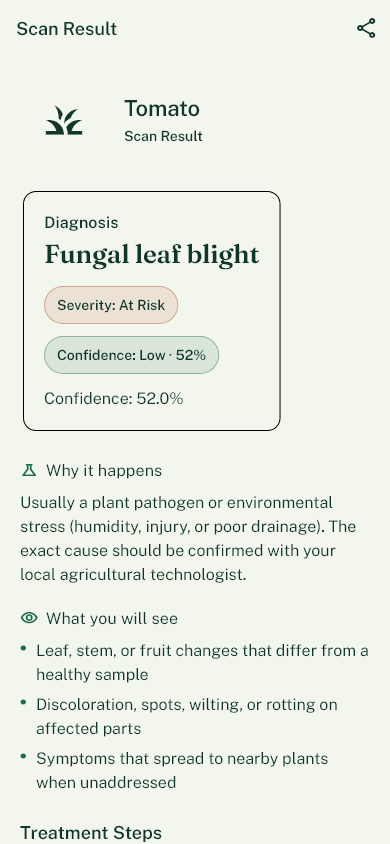 Scan Result
Tomato
Scan Result
Diagnosis
Fungal leaf blight
Severity: At Risk
Confidence: Low · 52%
Confidence: 52.0%
Why it happens
Usually a plant pathogen or environmental
stress (humidity, injury, or poor drainage). The
exact cause should be confirmed with your
local agricultural technologist.
What you will see
• Leaf, stem, or fruit changes that differ from a
healthy sample
• Discoloration, spots, wilting, or rotting on
affected parts
• Symptoms that spread to nearby plants
when unaddressed
Treatment Steps